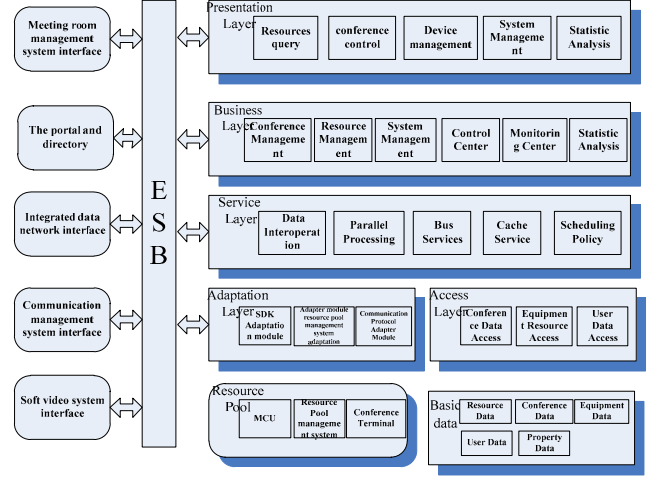 Meeting room
management
system interface
The portal and
directory
Integrated data
network interface
Communication
management
system interface
Soft video system
interface
E
S
B
Presentation
Layer
Resources
query
conference
control
Device
management
System
Manageme
nt
Statistic
Analysis
Business
Layer
Conference
Manageme
nt
Resource
Manageme
ent
System
Managem
ent
Control
Center
Monitorin
g Center
Statistic
Analysis
Service
Layer
Data
Interoperat
ion
Parallel
Processing
Bus
Services
Cache
Service
Scheduling
Policy
Adaptation
Layer
SDK
Adaptatio
n module
Adapter module
resource pool
management
system
adaptation
Communication
Protocol
Adapter
Module
Access
Layer
Conferen
ce Data
Access
Equipmen
t Resource
Access
User
Data
Access
Resource
Pool
MCU
Resource
Pool
manageme
nt system
Conference
Terminal
Basic
data
Resource
Data
Conference
Data
Equipment
Data
User Data
Property
Data